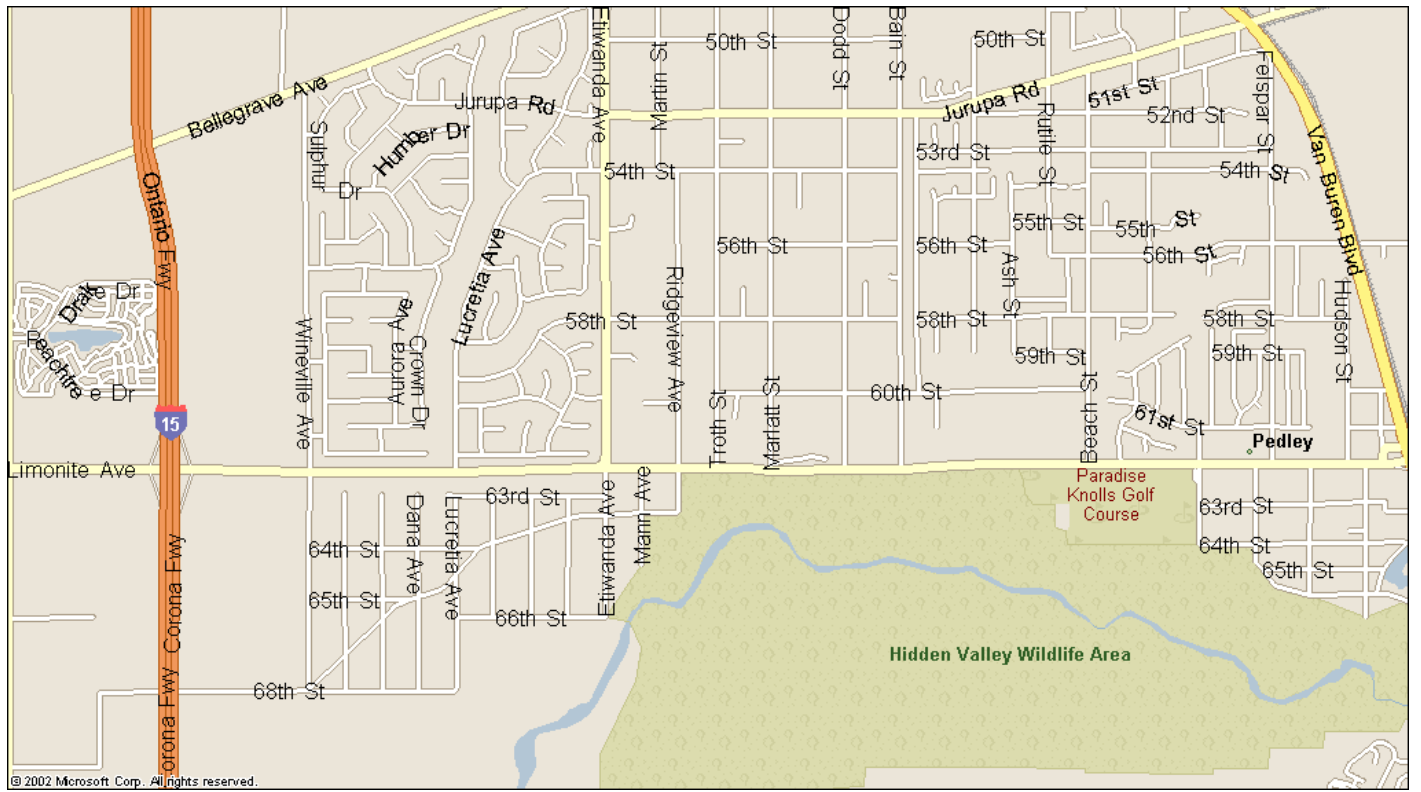 50th St
50th St
Etiwanda Ave
Martin St
Dodd St
Bain St
Felspar St
Bellegrave Ave
Jurupa Rd
Jurupa Rd
51st St
52nd St
Rutile St
Sulphur Dr
Humber Dr
53rd St
54th St
54th St
Van Buren Blvd
Ontario Fwy
Lucretia Ave
55th St
55th St
56th St
56th St
56th St
Ash St
Ridgeview Ave
Hudson St
Drake Dr
Peachtree Dr
Wineville Ave
Aurora Ave
Crown Dr
58th St
58th St
58th St
59th St
59th St
60th St
Troth St
Marlatt St
Beach St
61st St
15
Pedley
Limonite Ave
Paradise
Knolls Golf
Course
63rd St
63rd St
Dana Ave
Lucretia Ave
Etiwanda Ave
Mann Ave
64th St
64th St
65th St
65th St
66th St
Corona Fwy
orona Fwy
Hidden Valley Wildlife Area
68th St
© 2002 Microsoft Corp. All rights reserved.